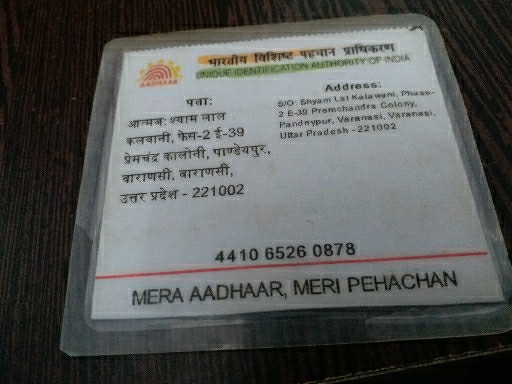 भारतीय विशिष्ट पहचान प्राधिकरण
UNIQUE IDENTIFICATION AUTHORITY OF INDIA
AADHAAR
पता:
आत्मज: श्याम लाल
कलवानी, फेस-2 ई-39
प्रेमचंद्र कालोनी, पाण्डेयपुर,
वाराणसी, वाराणसी,
उत्तर प्रदेश - 221002
Address:
S/O: Shyam Lal Kalawani, Phase-
2 E-39 Premchandra Colony,
Pandeypur, Varanasi, Varanasi,
Uttar Pradesh - 221002
4410 6526 0878
MERA AADHAAR, MERI PEHACHAN